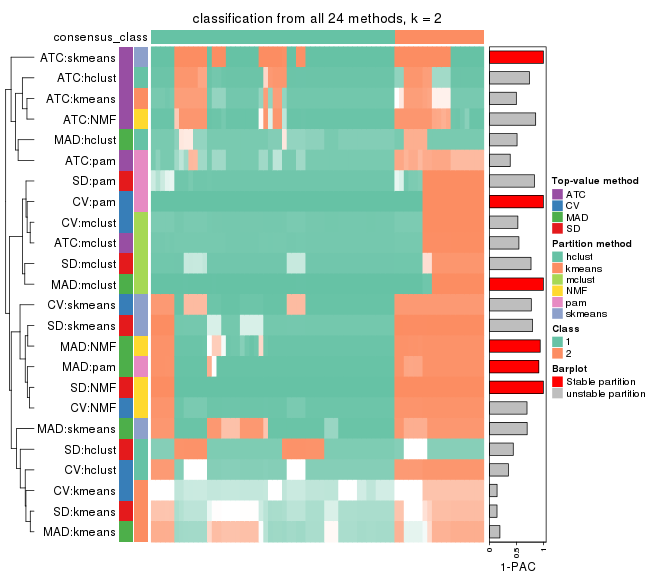 classification from all 24 methods, k = 2
consensus_class
ATC:skmeans
ATC:hclust
ATC:kmeans
ATC:NMF
MAD:hclust
ATC:pam
SD:pam
CV:pam
CV:mclust
ATC:mclust
SD:mclust
MAD:mclust
CV:skmeans
SD:skmeans
MAD:NMF
MAD:pam
SD:NMF
CV:NMF
MAD:skmeans
SD:hclust
CV:hclust
CV:kmeans
SD:kmeans
MAD:kmeans
0
0.5
1
1-PAC
Top-value method
ATC
CV
MAD
SD
Partition method
hclust
kmeans
mclust
NMF
pam
skmeans
Class
1
2
Barplot
Stable partition
unstable partition